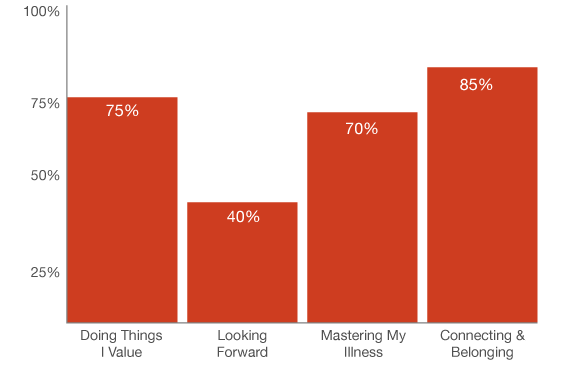 100%
75%
50%
25%
75%
40%
70%
85%
Doing Things
I Value
Looking
Forward
Mastering My
Illness
Connecting &
Belonging